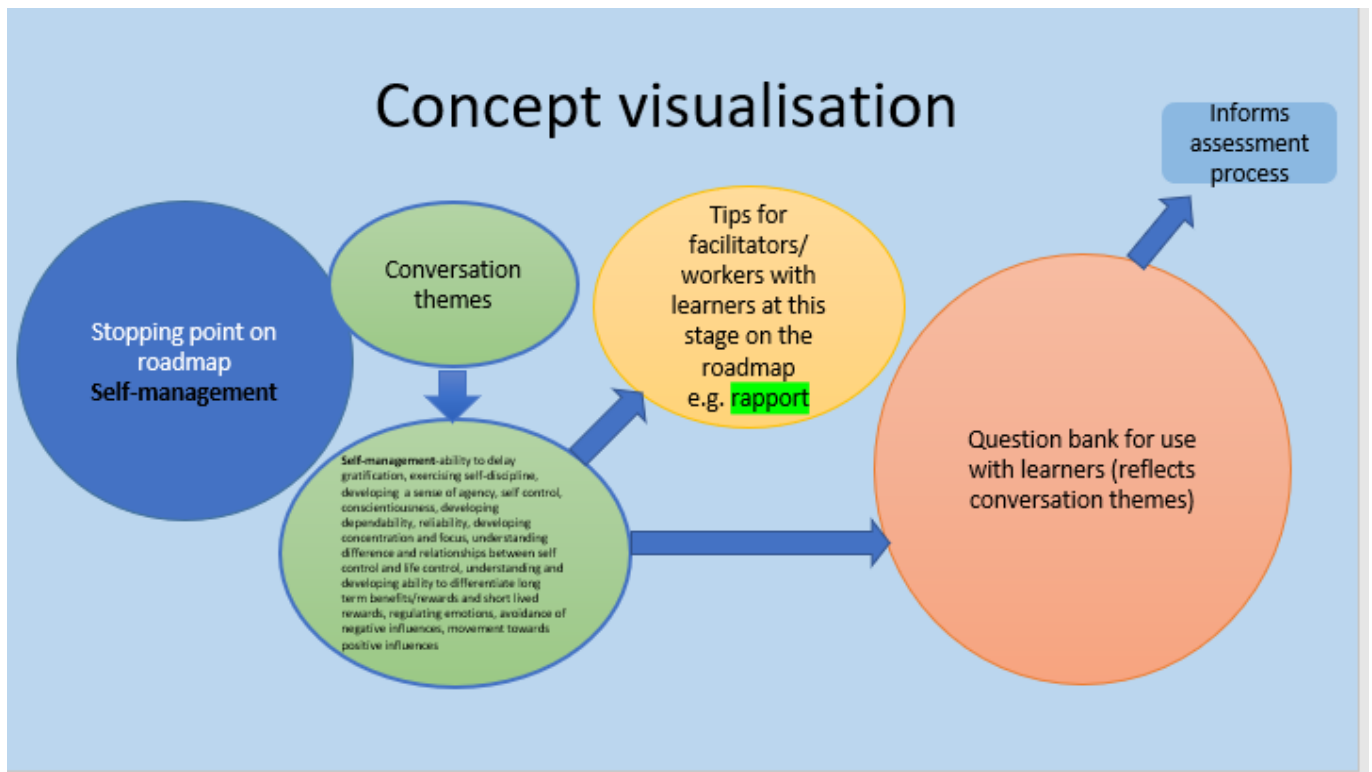 Concept visualisation
Informs
assessment
process
Stopping point on
roadmap
Self-management
Conversation
themes
Self-management-ability to delay
gratification, exercising self-discipline,
developing a sense of agency, self control,
conscientiousness, developing
dependability, reliability, developing
concentration and focus, understanding
difference and relationships between self
control and life control, understanding and
developing ability to differentiate long
term benefits/rewards and short lived
rewards, regulating emotions, avoidance of
negative influences, movement towards
positive influences
Tips for
facilitators/
workers with
learners at this
stage on the
roadmap
e.g. rapport
Question bank for use
with learners (reflects
conversation themes)